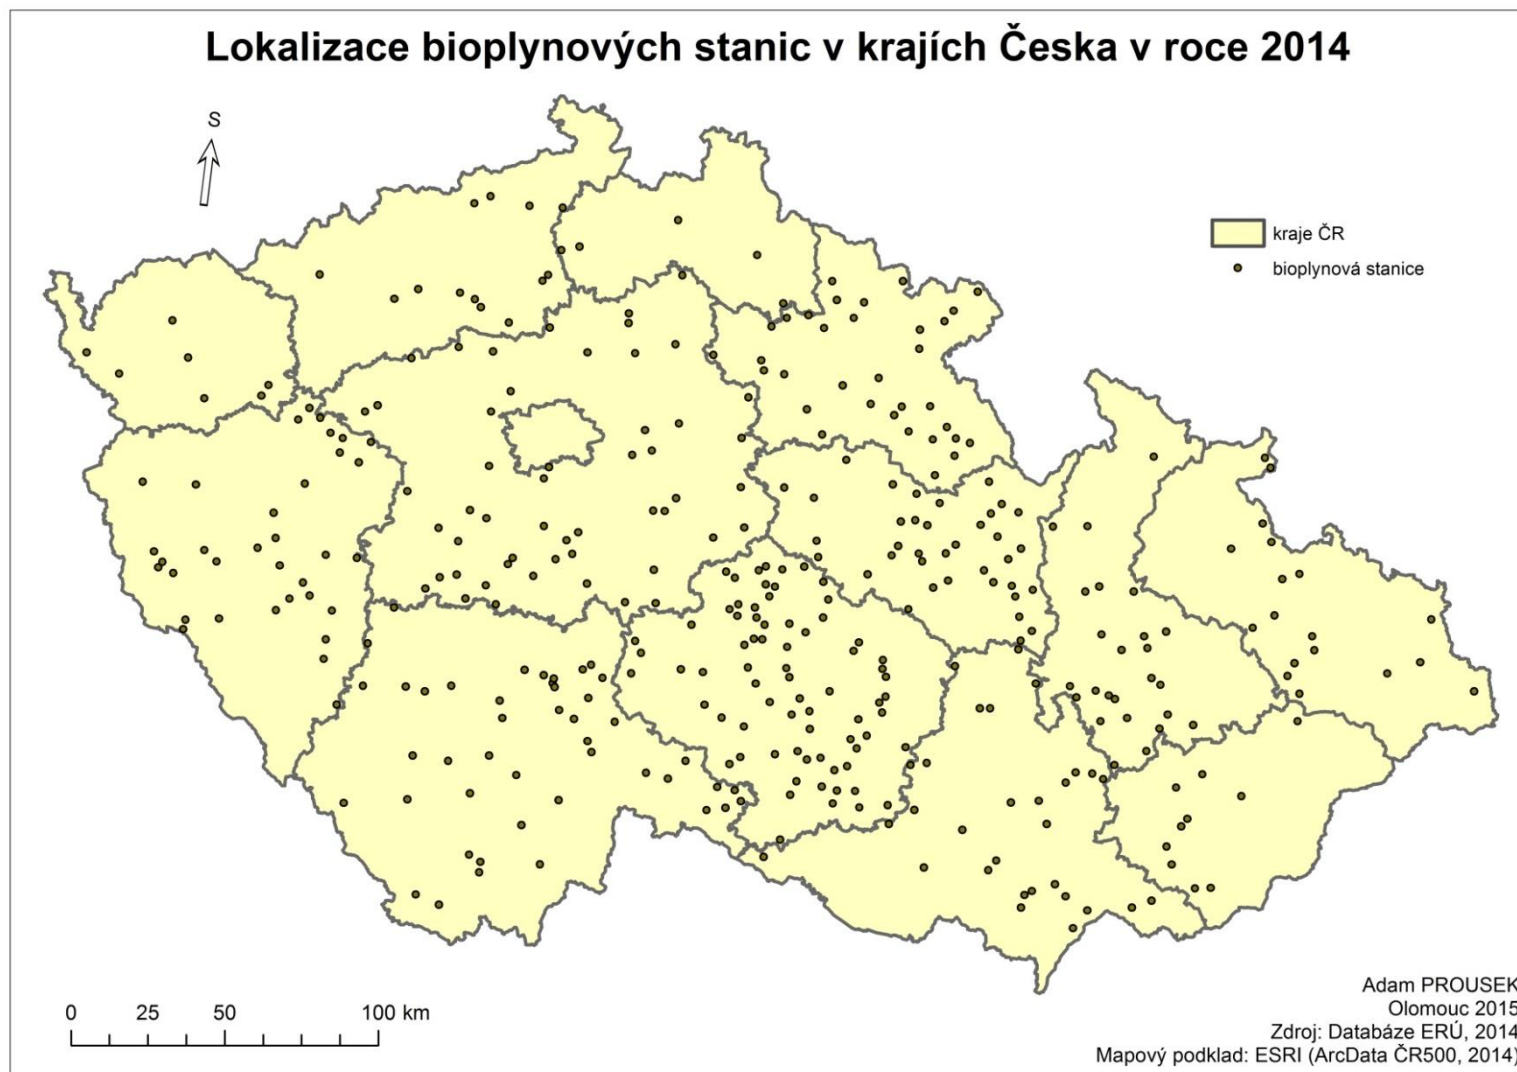 Lokalizace bioplynových stanic v krajích Česka v roce 2014
S
kraje ČR
bioplynová stanice
0 25 50 100 km
Adam PROUSEK
Olomouc 2015
Zdroj: Databáze ERÚ, 2014
Mapový podklad: ESRI (ArcData ČR500, 2014)